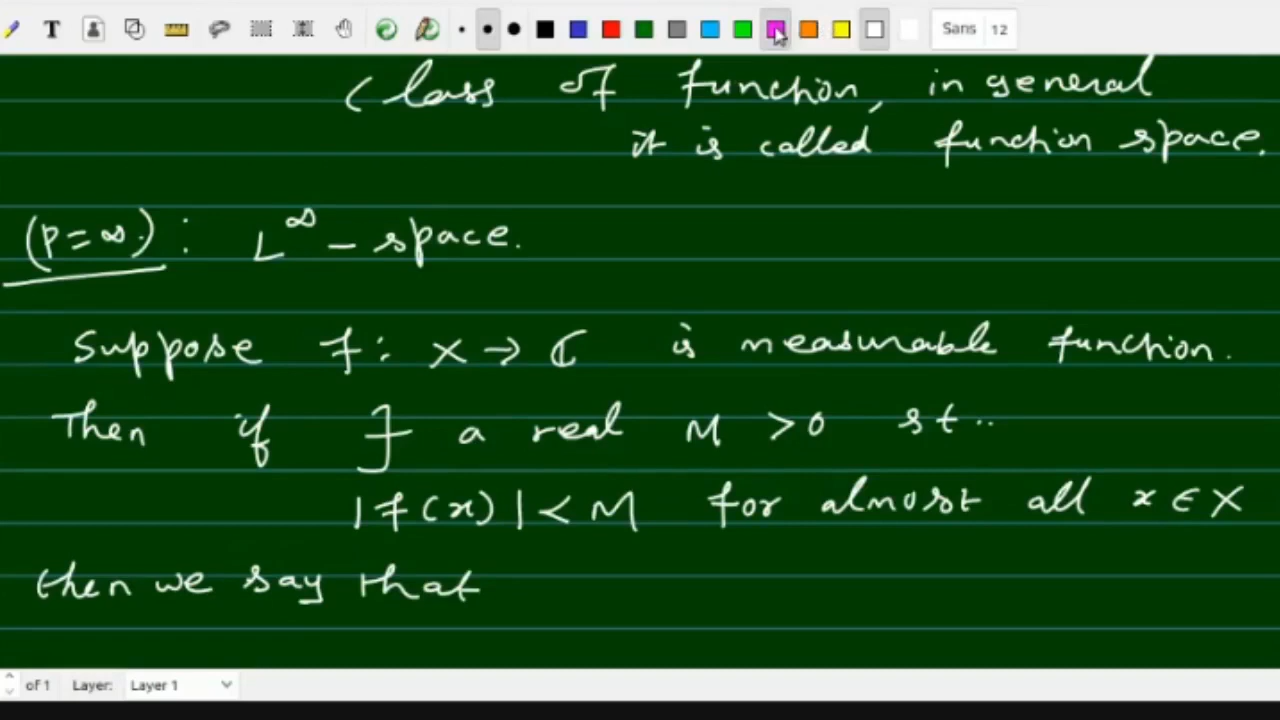 Sans 12
Class of function, in general
it is called function space.
(p=∞): L^∞ - space.
Suppose f: X → ℂ is measurable function.
Then if ∃ a real M > 0 st..
|f(x)| < M for almost all x ∈ X
then we say that
of 1 Layer: Layer 1